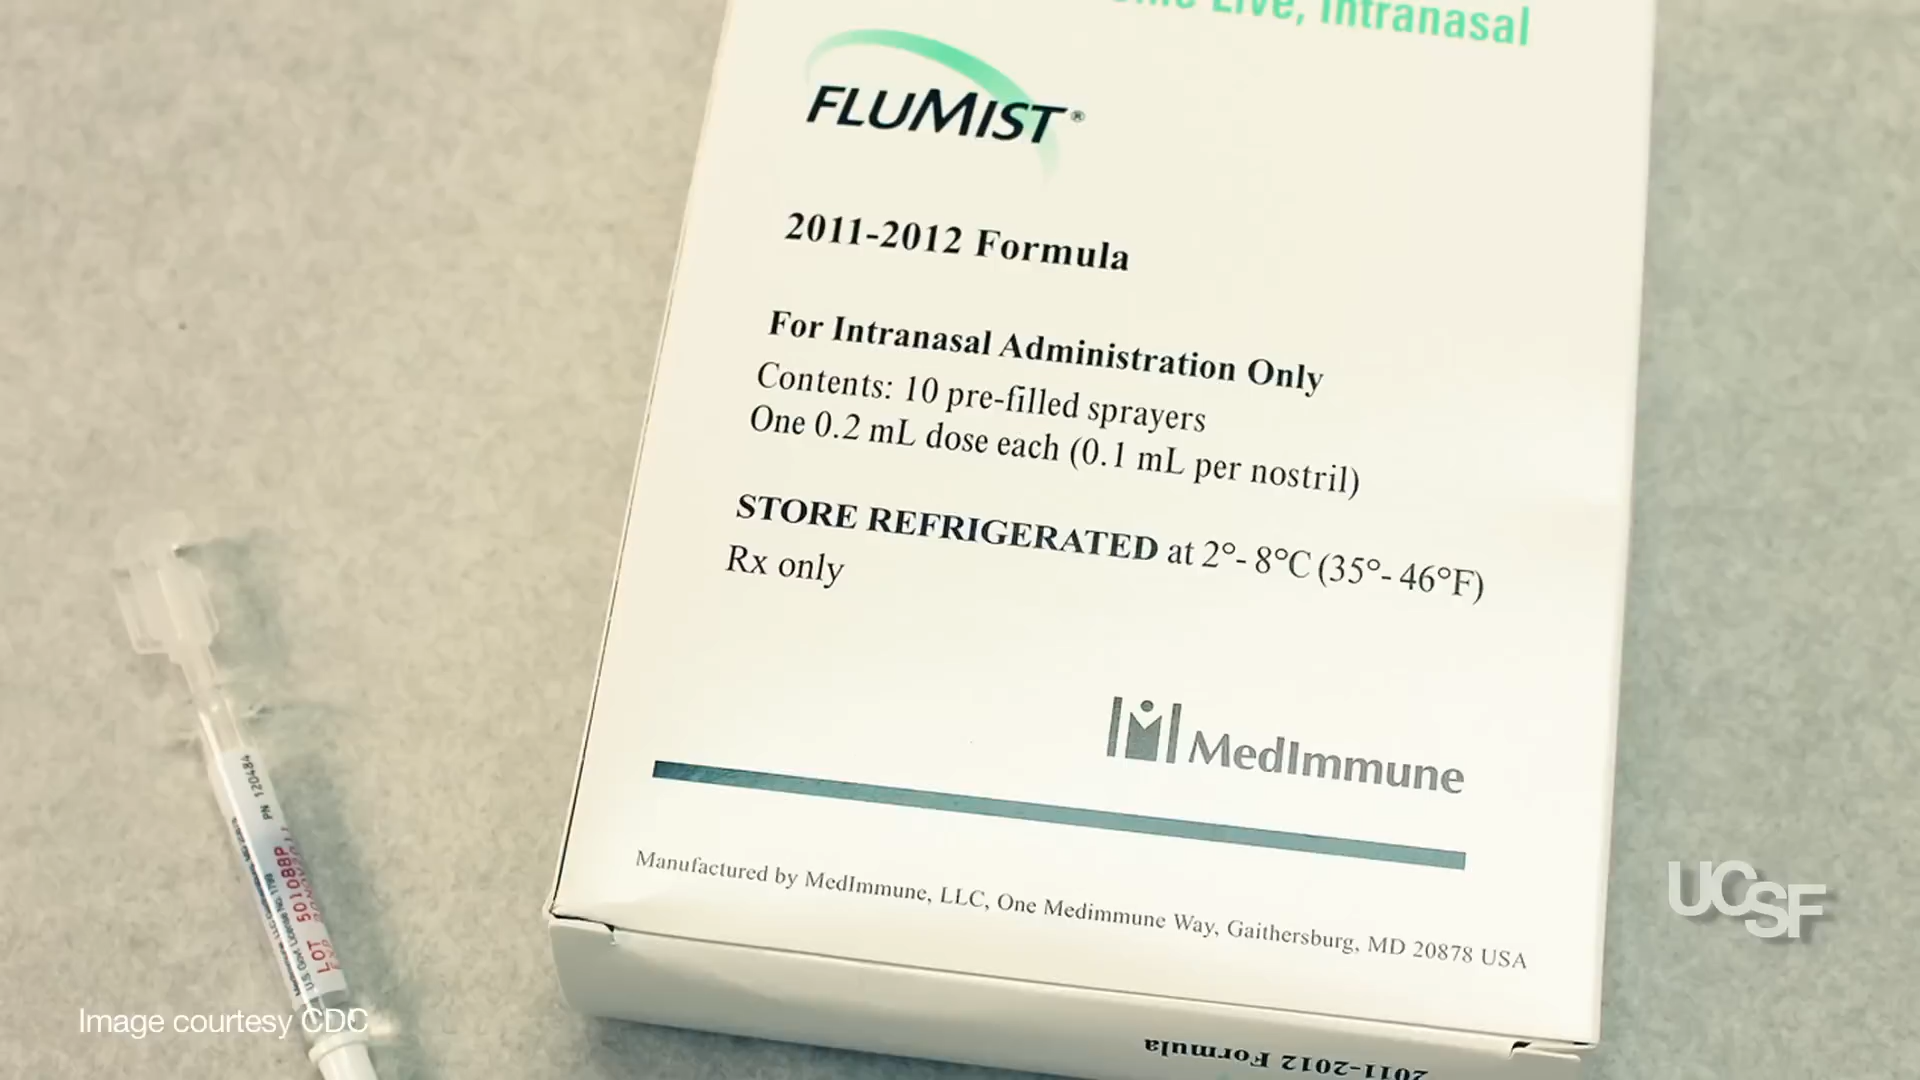 Live, Intranasal
FLUMIST®
2011-2012 Formula
For Intranasal Administration Only
Contents: 10 pre-filled sprayers
One 0.2 mL dose each (0.1 mL per nostril)
STORE REFRIGERATED at 2°- 8°C (35°- 46°F)
Rx only
MedImmune
Manufactured by MedImmune, LLC, One Medimmune Way, Gaithersburg, MD 20878 USA
2011-2012 Formula
PN 120484
LOT 501088P
UCSF
Image courtesy CDC